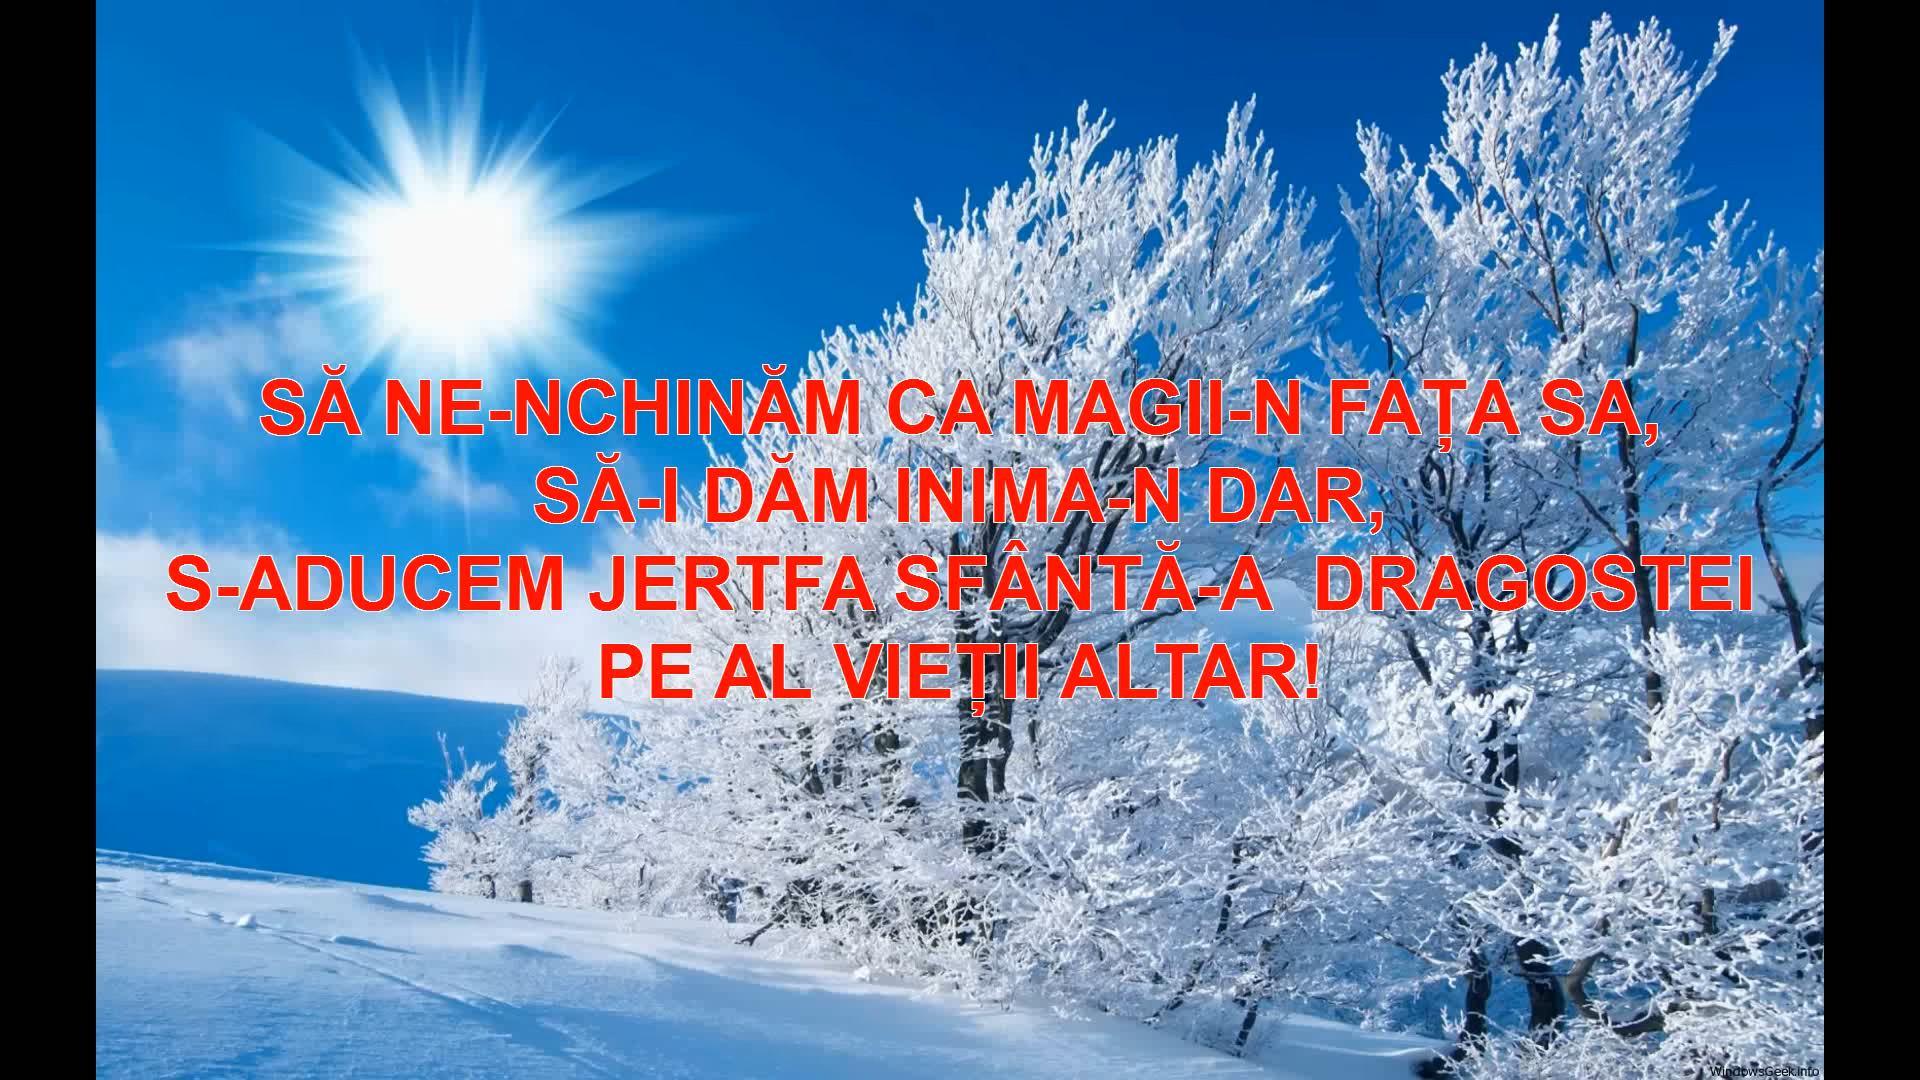 SĂ NE-NCHINĂM CA MAGII-N FAȚA SA,
SĂ-I DĂM INIMA-N DAR,
S-ADUCEM JERTFA SFÂNTĂ-A DRAGOSTEI
PE AL VIEȚII ALTAR!
WindowsGeek.info